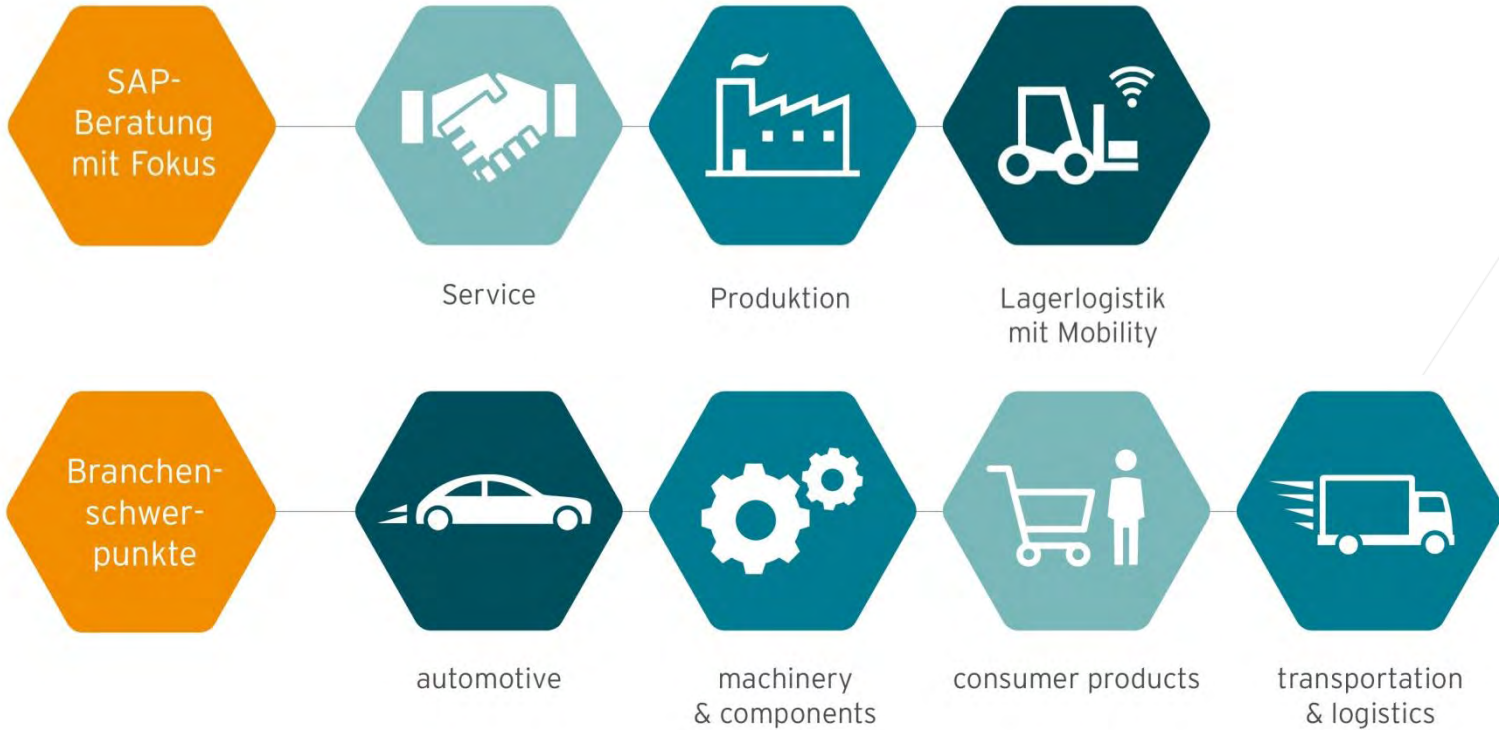 SAP-
Beratung
mit Fokus
Service
Produktion
Lagerlogistik
mit Mobility
Branchen-
schwer-
punkte
automotive
machinery
& components
consumer products
transportation
& logistics